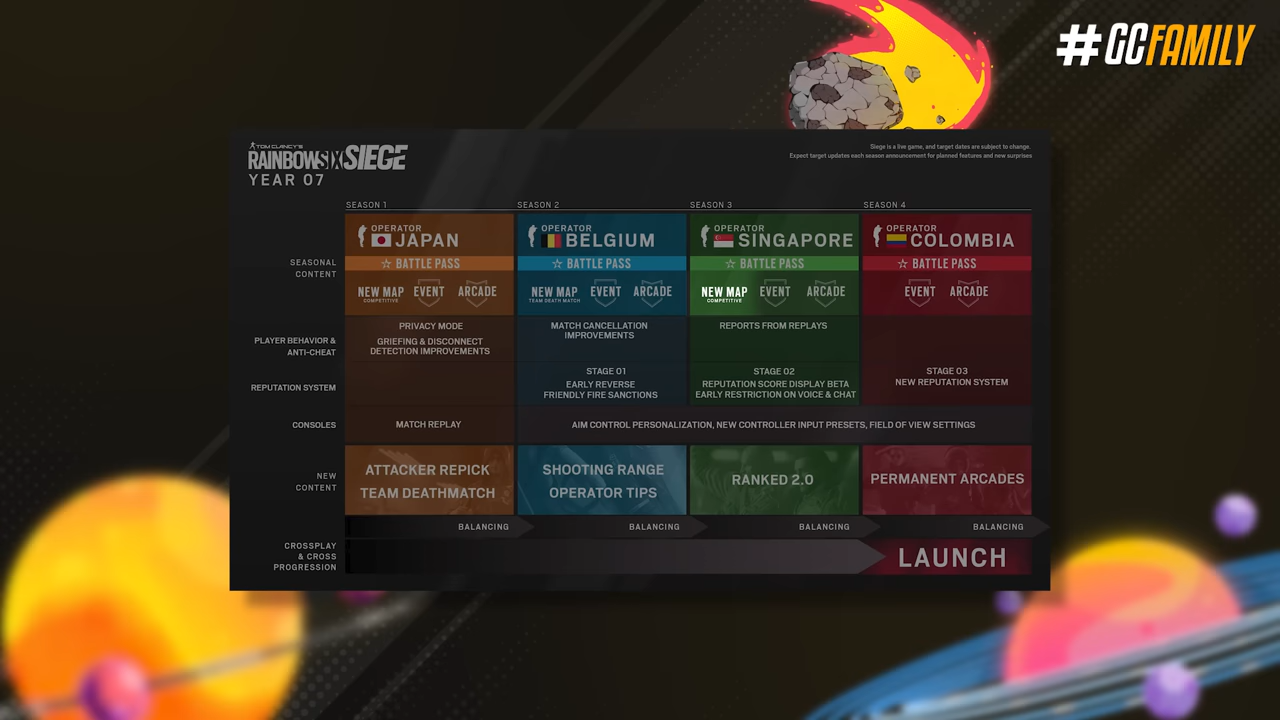 #GCFAMILY
TOM CLANCY'S
RAINBOWSIX SIEGE
YEAR 07
Siege is a live game, and target dates are subject to change.
Expect target updates each season announcement for planned features and new surprises
SEASON 1
SEASON 2
SEASON 3
SEASON 4
SEASONAL
CONTENT
OPERATOR
JAPAN
BATTLE PASS
NEW MAP
COMPETITIVE
EVENT
ARCADE
OPERATOR
BELGIUM
BATTLE PASS
NEW MAP
TEAM DEATH MATCH
EVENT
ARCADE
OPERATOR
SINGAPORE
BATTLE PASS
NEW MAP
COMPETITIVE
EVENT
ARCADE
OPERATOR
COLOMBIA
BATTLE PASS
EVENT
ARCADE
PLAYER BEHAVIOR &
ANTI-CHEAT
PRIVACY MODE
GRIEFING & DISCONNECT
DETECTION IMPROVEMENTS
MATCH CANCELLATION
IMPROVEMENTS
REPORTS FROM REPLAYS
REPUTATION SYSTEM
STAGE 01
EARLY REVERSE
FRIENDLY FIRE SANCTIONS
STAGE 02
REPUTATION SCORE DISPLAY BETA
EARLY RESTRICTION ON VOICE & CHAT
STAGE 03
NEW REPUTATION SYSTEM
CONSOLES
MATCH REPLAY
AIM CONTROL PERSONALIZATION, NEW CONTROLLER INPUT PRESETS, FIELD OF VIEW SETTINGS
NEW
CONTENT
ATTACKER REPICK
TEAM DEATHMATCH
SHOOTING RANGE
OPERATOR TIPS
RANKED 2.0
PERMANENT ARCADES
BALANCING
BALANCING
BALANCING
BALANCING
CROSSPLAY
& CROSS
PROGRESSION
LAUNCH